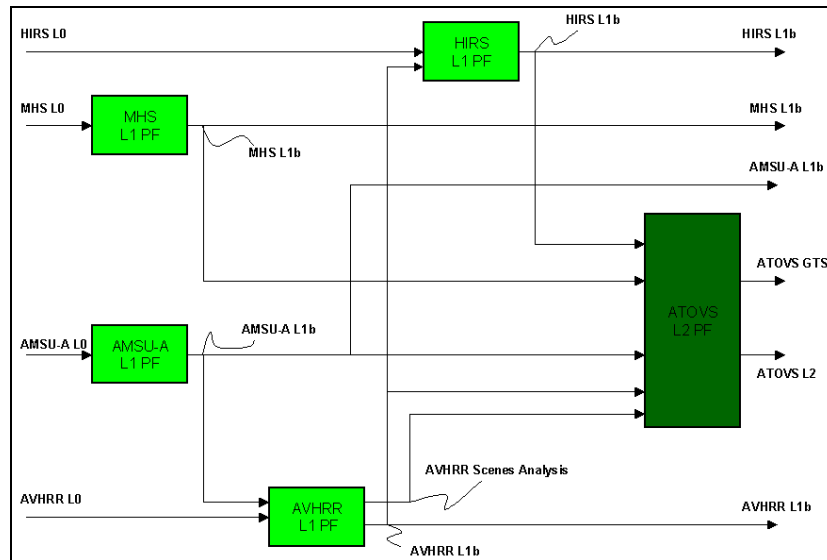 HIRS L0
HIRS
L1 PF
HIRS L1b
HIRS L1b
MHS L0
MHS
L1 PF
MHS L1b
MHS L1b
AMSU-A L1b
ATOVS GTS
ATOVS
L2 PF
AMSU-A L1b
AMSU-A L0
AMSU-A
L1 PF
ATOVS L2
AVHRR Scenes Analysis
AVHRR L0
AVHRR
L1 PF
AVHRR L1b
AVHRR L1b